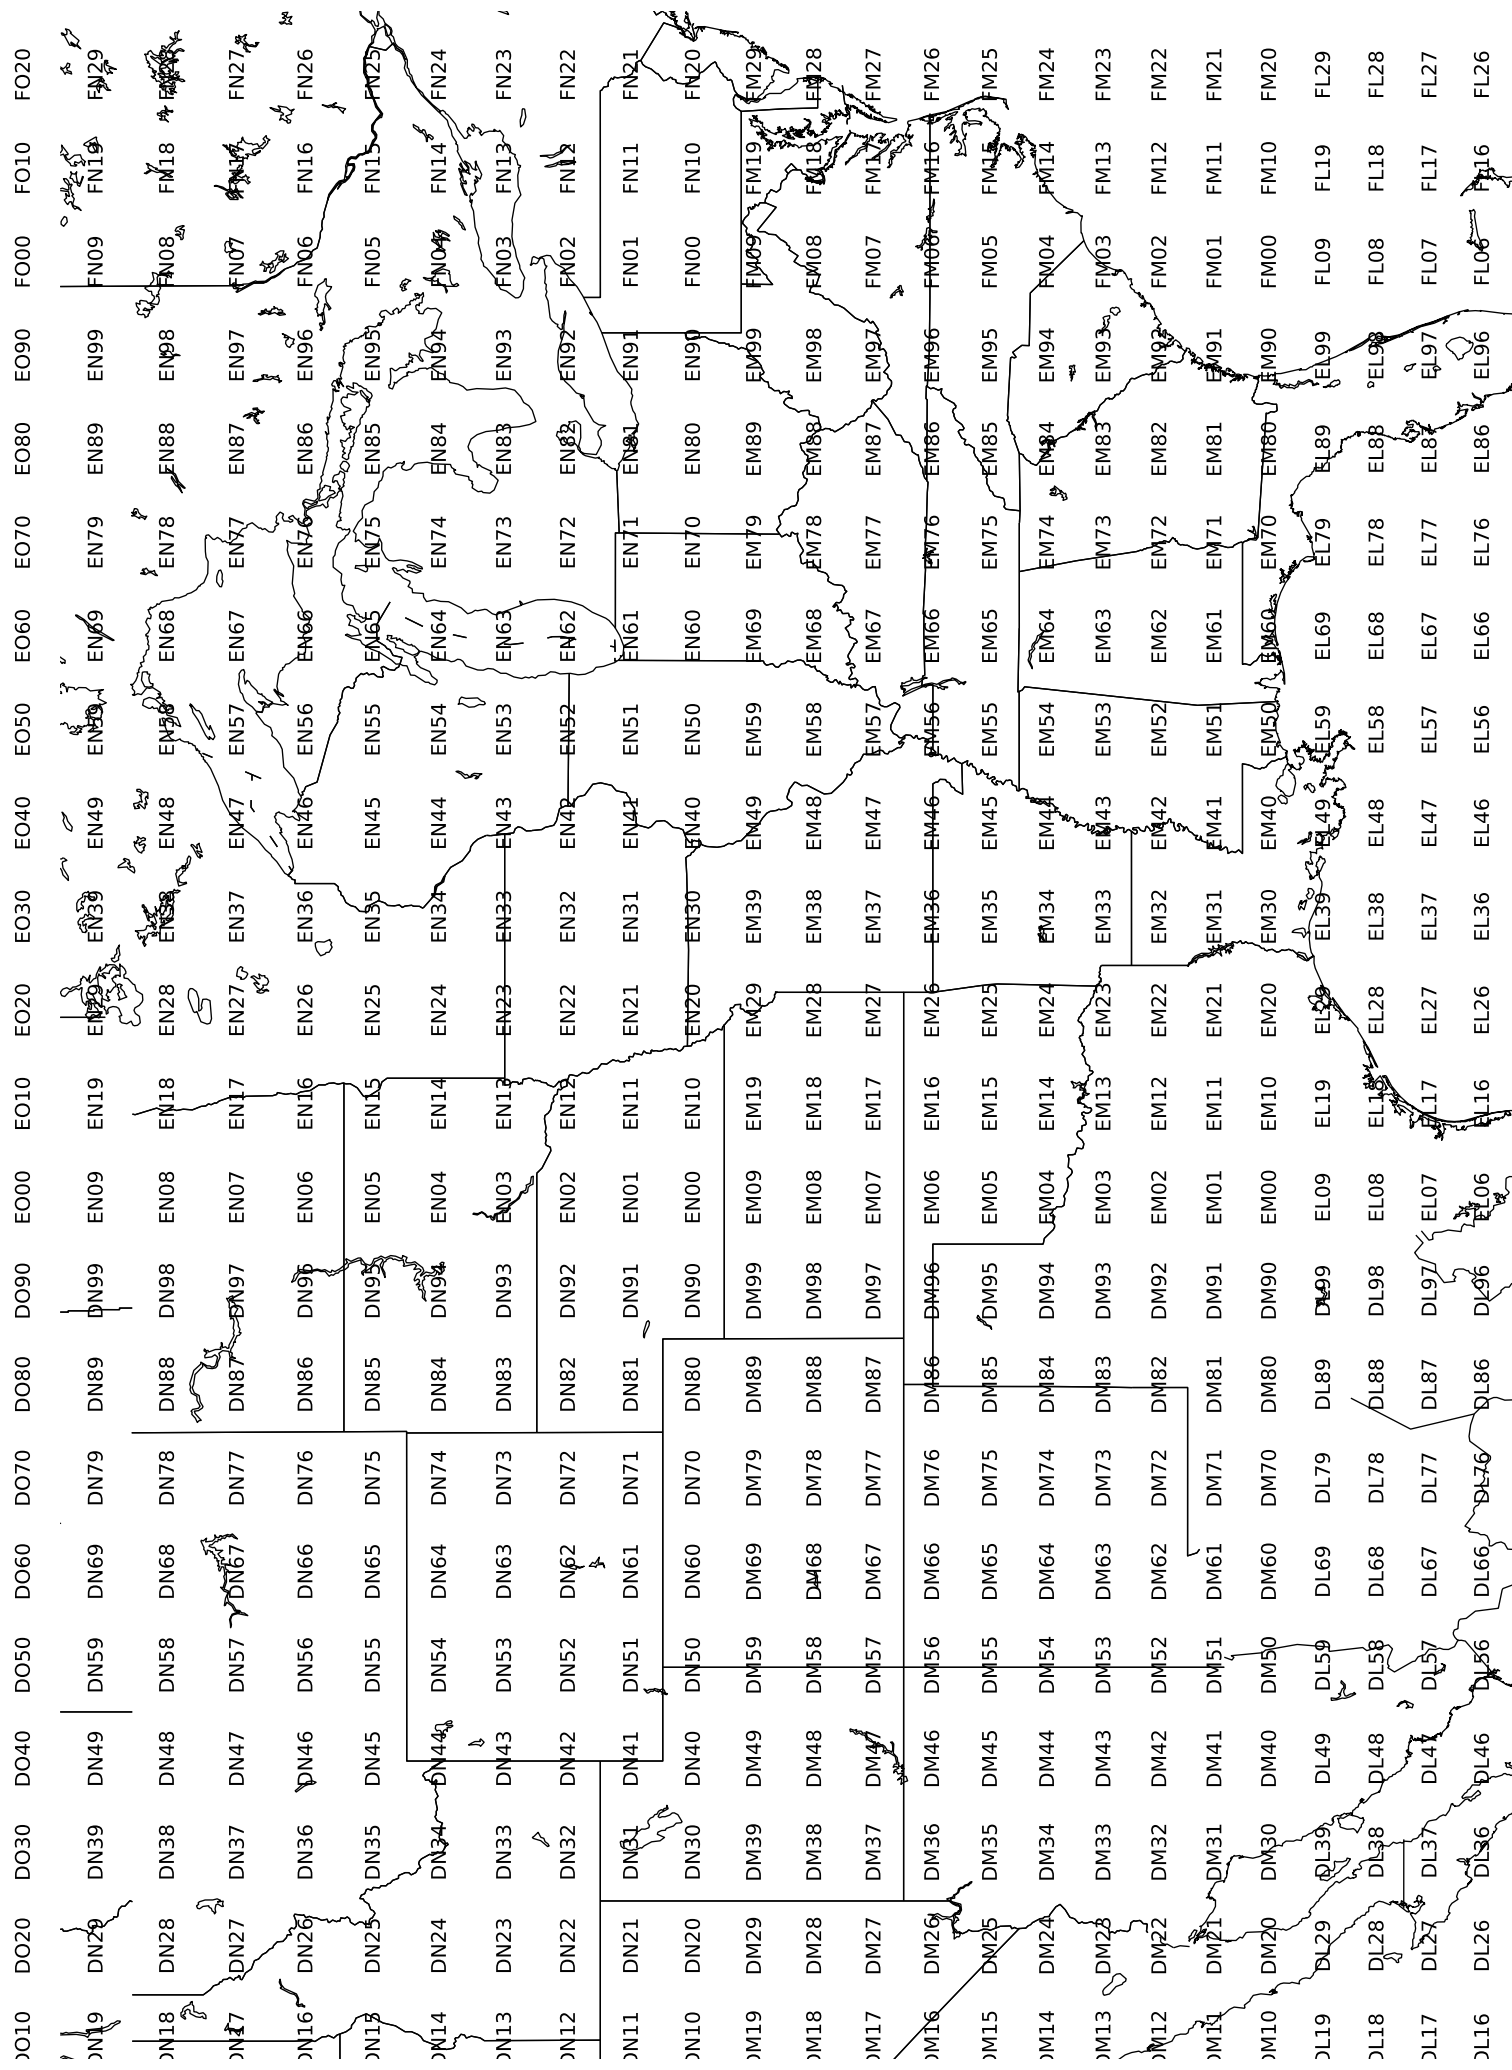 DO10 DO20 DO30 DO40 DO50 DO60 DO70 DO80 DO90 EO00 EO10 EO20 EO30 EO40 EO50 EO60 EO70 EO80 EO90 FO00 FO10 FO20
DN19 DN29 DN39 DN49 DN59 DN69 DN79 DN89 DN99 EN09 EN19 EN29 EN39 EN49 EN59 EN69 EN79 EN89 EN99 FN09 FN19 FN29
DN18 DN28 DN38 DN48 DN58 DN68 DN78 DN88 DN98 EN08 EN18 EN28 EN38 EN48 EN58 EN68 EN78 EN88 EN98 FN08 FN18 FN28
DN17 DN27 DN37 DN47 DN57 DN67 DN77 DN87 DN97 EN07 EN17 EN27 EN37 EN47 EN57 EN67 EN77 EN87 EN97 FN07 FN17 FN27
DN16 DN26 DN36 DN46 DN56 DN66 DN76 DN86 DN96 EN06 EN16 EN26 EN36 EN46 EN56 EN66 EN76 EN86 EN96 FN06 FN16 FN26
DN15 DN25 DN35 DN45 DN55 DN65 DN75 DN85 DN95 EN05 EN15 EN25 EN35 EN45 EN55 EN65 EN75 EN85 EN95 FN05 FN15 FN25
DN14 DN24 DN34 DN44 DN54 DN64 DN74 DN84 DN94 EN04 EN14 EN24 EN34 EN44 EN54 EN64 EN74 EN84 EN94 FN04 FN14 FN24
DN13 DN23 DN33 DN43 DN53 DN63 DN73 DN83 DN93 EN03 EN13 EN23 EN33 EN43 EN53 EN63 EN73 EN83 EN93 FN03 FN13 FN23
DN12 DN22 DN32 DN42 DN52 DN62 DN72 DN82 DN92 EN02 EN12 EN22 EN32 EN42 EN52 EN62 EN72 EN82 EN92 FN02 FN12 FN22
DN11 DN21 DN31 DN41 DN51 DN61 DN71 DN81 DN91 EN01 EN11 EN21 EN31 EN41 EN51 EN61 EN71 EN81 EN91 FN01 FN11 FN21
DN10 DN20 DN30 DN40 DN50 DN60 DN70 DN80 DN90 EN00 EN10 EN20 EN30 EN40 EN50 EN60 EN70 EN80 EN90 FN00 FN10 FN20
DM19 DM29 DM39 DM49 DM59 DM69 DM79 DM89 DM99 EM09 EM19 EM29 EM39 EM49 EM59 EM69 EM79 EM89 EM99 FM09 FM19 FM29
DM18 DM28 DM38 DM48 DM58 DM68 DM78 DM88 DM98 EM08 EM18 EM28 EM38 EM48 EM58 EM68 EM78 EM88 EM98 FM08 FM18 FM28
DM17 DM27 DM37 DM47 DM57 DM67 DM77 DM87 DM97 EM07 EM17 EM27 EM37 EM47 EM57 EM67 EM77 EM87 EM97 FM07 FM17 FM27
DM16 DM26 DM36 DM46 DM56 DM66 DM76 DM86 DM96 EM06 EM16 EM26 EM36 EM46 EM56 EM66 EM76 EM86 EM96 FM06 FM16 FM26
DM15 DM25 DM35 DM45 DM55 DM65 DM75 DM85 DM95 EM05 EM15 EM25 EM35 EM45 EM55 EM65 EM75 EM85 EM95 FM05 FM15 FM25
DM14 DM24 DM34 DM44 DM54 DM64 DM74 DM84 DM94 EM04 EM14 EM24 EM34 EM44 EM54 EM64 EM74 EM84 EM94 FM04 FM14 FM24
DM13 DM23 DM33 DM43 DM53 DM63 DM73 DM83 DM93 EM03 EM13 EM23 EM33 EM43 EM53 EM63 EM73 EM83 EM93 FM03 FM13 FM23
DM12 DM22 DM32 DM42 DM52 DM62 DM72 DM82 DM92 EM02 EM12 EM22 EM32 EM42 EM52 EM62 EM72 EM82 EM92 FM02 FM12 FM22
DM11 DM21 DM31 DM41 DM51 DM61 DM71 DM81 DM91 EM01 EM11 EM21 EM31 EM41 EM51 EM61 EM71 EM81 EM91 FM01 FM11 FM21
DM10 DM20 DM30 DM40 DM50 DM60 DM70 DM80 DM90 EM00 EM10 EM20 EM30 EM40 EM50 EM60 EM70 EM80 EM90 FM00 FM10 FM20
DL19 DL29 DL39 DL49 DL59 DL69 DL79 DL89 DL99 EL09 EL19 EL29 EL39 EL49 EL59 EL69 EL79 EL89 EL99 FL09 FL19 FL29
DL18 DL28 DL38 DL48 DL58 DL68 DL78 DL88 DL98 EL08 EL18 EL28 EL38 EL48 EL58 EL68 EL78 EL88 EL98 FL08 FL18 FL28
DL17 DL27 DL37 DL47 DL57 DL67 DL77 DL87 DL97 EL07 EL17 EL27 EL37 EL47 EL57 EL67 EL77 EL87 EL97 FL07 FL17 FL27
DL16 DL26 DL36 DL46 DL56 DL66 DL76 DL86 DL96 EL06 EL16 EL26 EL36 EL46 EL56 EL66 EL76 EL86 EL96 FL06 FL16 FL26